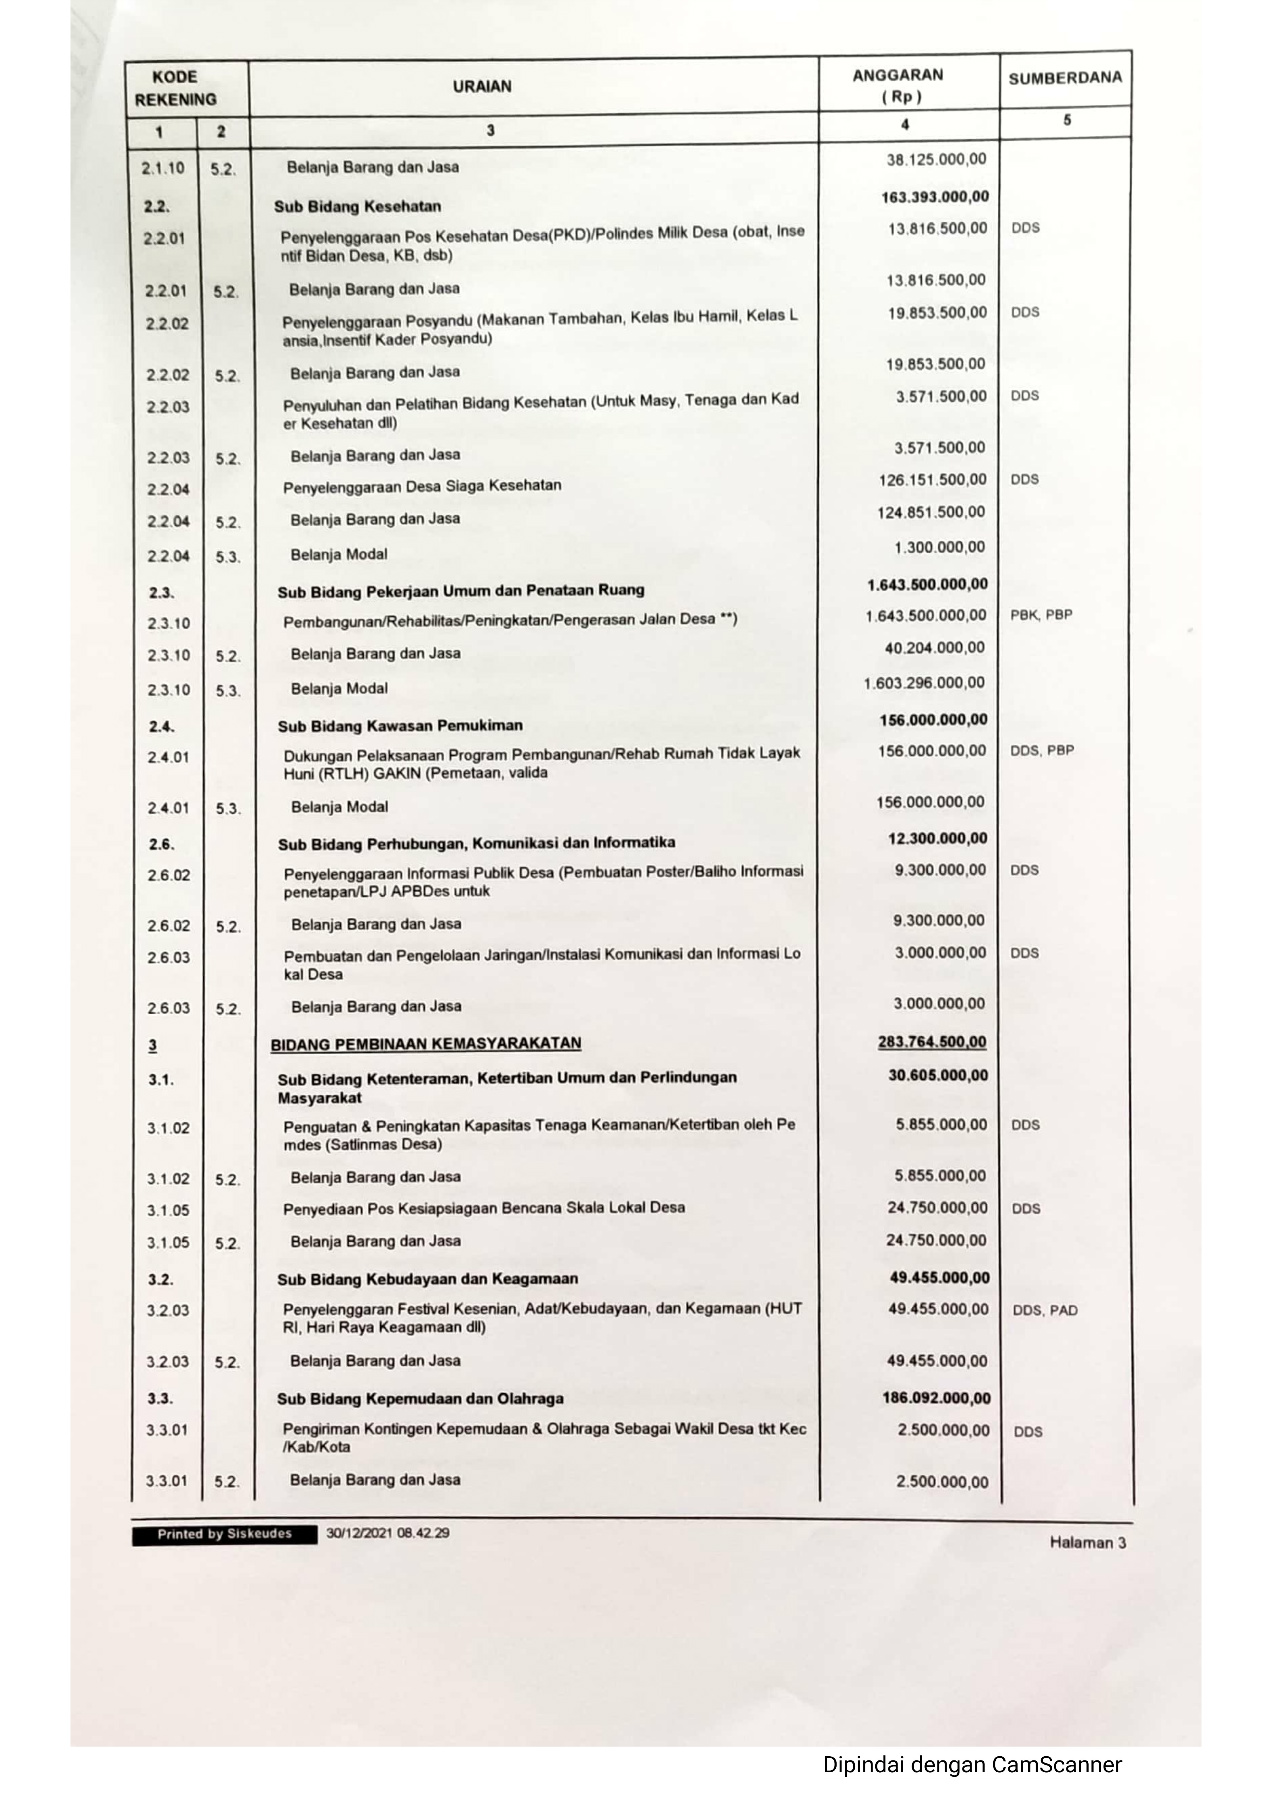 KODE REKENING URAIAN ANGGARAN ( Rp ) SUMBERDANA
1 2 3 4 5
2.1.10 5.2. Belanja Barang dan Jasa 38.125.000,00
2.2. Sub Bidang Kesehatan 163.393.000,00
2.2.01 Penyelenggaraan Pos Kesehatan Desa(PKD)/Polindes Milik Desa (obat, Inse 13.816.500,00 DDS
ntif Bidan Desa, KB, dsb)
2.2.01 5.2. Belanja Barang dan Jasa 13.816.500,00
2.2.02 Penyelenggaraan Posyandu (Makanan Tambahan, Kelas Ibu Hamil, Kelas L 19.853.500,00 DDS
ansia,Insentif Kader Posyandu)
2.2.02 5.2. Belanja Barang dan Jasa 19.853.500,00
2.2.03 Penyuluhan dan Pelatihan Bidang Kesehatan (Untuk Masy, Tenaga dan Kad 3.571.500,00 DDS
er Kesehatan dll)
2.2.03 5.2. Belanja Barang dan Jasa 3.571.500,00
2.2.04 Penyelenggaraan Desa Siaga Kesehatan 126.151.500,00 DDS
2.2.04 5.2. Belanja Barang dan Jasa 124.851.500,00
2.2.04 5.3. Belanja Modal 1.300.000,00
2.3. Sub Bidang Pekerjaan Umum dan Penataan Ruang 1.643.500.000,00
2.3.10 Pembangunan/Rehabilitas/Peningkatan/Pengerasan Jalan Desa **) 1.643.500.000,00 PBK, PBP
2.3.10 5.2. Belanja Barang dan Jasa 40.204.000,00
2.3.10 5.3. Belanja Modal 1.603.296.000,00
2.4. Sub Bidang Kawasan Pemukiman 156.000.000,00
2.4.01 Dukungan Pelaksanaan Program Pembangunan/Rehab Rumah Tidak Layak 156.000.000,00 DDS, PBP
Huni (RTLH) GAKIN (Pemetaan, valida
2.4.01 5.3. Belanja Modal 156.000.000,00
2.6. Sub Bidang Perhubungan, Komunikasi dan Informatika 12.300.000,00
2.6.02 Penyelenggaraan Informasi Publik Desa (Pembuatan Poster/Baliho Informasi 9.300.000,00 DDS
penetapan/LPJ APBDes untuk
2.6.02 5.2. Belanja Barang dan Jasa 9.300.000,00
2.6.03 Pembuatan dan Pengelolaan Jaringan/Instalasi Komunikasi dan Informasi Lo 3.000.000,00 DDS
kal Desa
2.6.03 5.2. Belanja Barang dan Jasa 3.000.000,00
3 BIDANG PEMBINAAN KEMASYARAKATAN 283.764.500,00
3.1. Sub Bidang Ketenteraman, Ketertiban Umum dan Perlindungan 30.605.000,00
Masyarakat
3.1.02 Penguatan & Peningkatan Kapasitas Tenaga Keamanan/Ketertiban oleh Pe 5.855.000,00 DDS
mdes (Satlinmas Desa)
3.1.02 5.2. Belanja Barang dan Jasa 5.855.000,00
3.1.05 Penyediaan Pos Kesiapsiagaan Bencana Skala Lokal Desa 24.750.000,00 DDS
3.1.05 5.2. Belanja Barang dan Jasa 24.750.000,00
3.2. Sub Bidang Kebudayaan dan Keagamaan 49.455.000,00
3.2.03 Penyelenggaran Festival Kesenian, Adat/Kebudayaan, dan Kegamaan (HUT 49.455.000,00 DDS, PAD
RI, Hari Raya Keagamaan dll)
3.2.03 5.2. Belanja Barang dan Jasa 49.455.000,00
3.3. Sub Bidang Kepemudaan dan Olahraga 186.092.000,00
3.3.01 Pengiriman Kontingen Kepemudaan & Olahraga Sebagai Wakil Desa tkt Kec 2.500.000,00 DDS
/Kab/Kota
3.3.01 5.2. Belanja Barang dan Jasa 2.500.000,00
Printed by Siskeudes 30/12/2021 08.42.29 Halaman 3
Dipindai dengan CamScanner